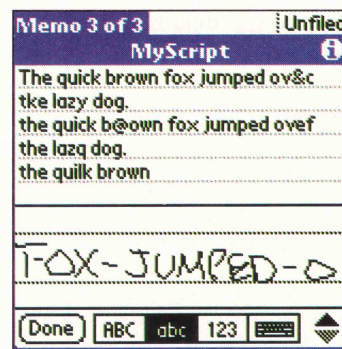 Memo 3 of 3 Unfiled
MyScript
The quick brown fox jumped ov&c
tke lazy dog.
the quick b@own fox jumped ovef
the lazq dog.
the quilk brown
FOX-JUMPED-O
Done ABC abc 123